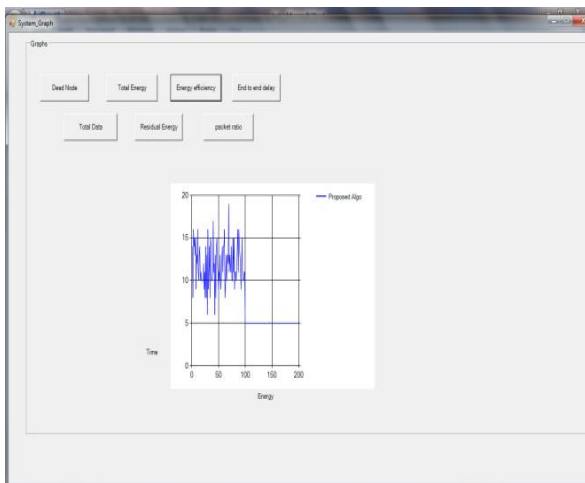 System_Graph
Graphs
Dead Node
Total Energy
Energy efficiency
End to end delay
Total Data
Residual Energy
packet ratio
20
15
10
5
0
0 50 100 150 200
Proposed Algo
Time
Energy